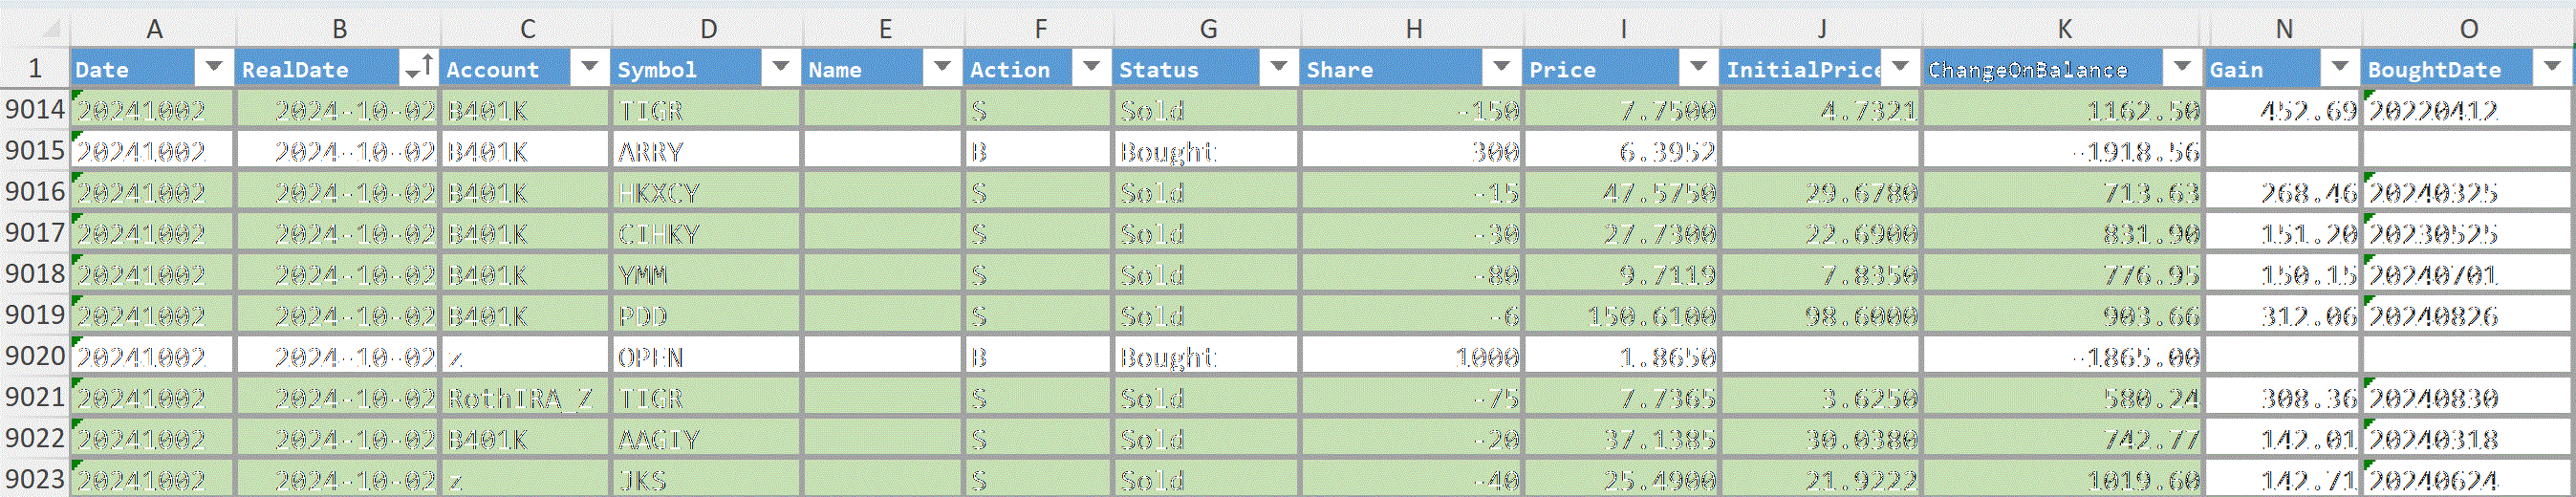 A B C D E F G H I J K N O
1 Date RealDate Account Symbol Name Action Status Share Price InitialPrice ChangeOnBalance Gain BoughtDate
9014 20241002 2024-10-02 B401K TIGR S Sold -150 7.7500 4.7321 1162.50 452.69 20220412
9015 20241002 2024-10-02 B401K ARRY B Bought 300 6.3952 -1918.56
9016 20241002 2024-10-02 B401K HKXCY S Sold -15 47.5750 29.6780 713.63 268.46 20240325
9017 20241002 2024-10-02 B401K CIHKY S Sold -30 27.7300 22.6900 831.90 151.20 20230525
9018 20241002 2024-10-02 B401K YMM S Sold -80 9.7119 7.8350 776.95 150.15 20240701
9019 20241002 2024-10-02 B401K PDD S Sold -6 150.6100 98.6000 903.66 312.06 20240826
9020 20241002 2024-10-02 z OPEN B Bought 1000 1.8650 -1865.00
9021 20241002 2024-10-02 RothIRA_Z TIGR S Sold -75 7.7365 3.6250 580.24 308.36 20240830
9022 20241002 2024-10-02 B401K AAGIY S Sold -20 37.1385 30.0380 742.77 142.01 20240318
9023 20241002 2024-10-02 z JKS S Sold -40 25.4900 21.9222 1019.60 142.71 20240624